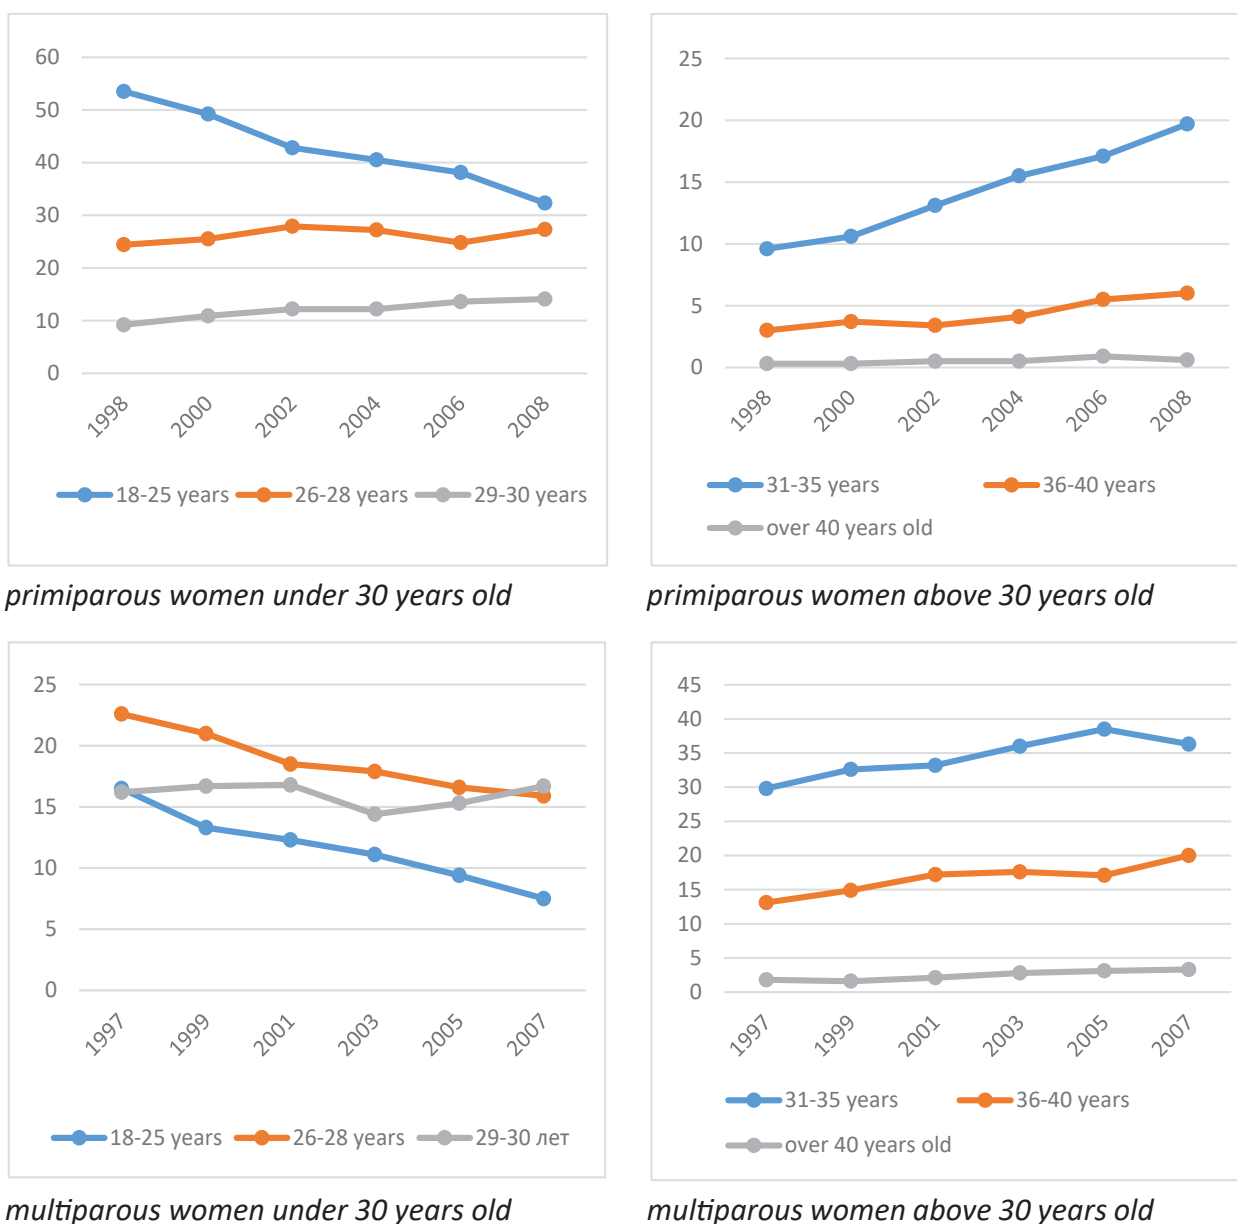 60
50
40
30
20
10
0
1998 2000 2002 2004 2006 2008
18-25 years 26-28 years 29-30 years
primiparous women under 30 years old
25
20
15
10
5
0
1998 2000 2002 2004 2006 2008
31-35 years 36-40 years
over 40 years old
primiparous women above 30 years old
25
20
15
10
5
0
1997 1999 2001 2003 2005 2007
18-25 years 26-28 years 29-30 лет
multiparous women under 30 years old
45
40
35
30
25
20
15
10
5
0
1997 1999 2001 2003 2005 2007
31-35 years 36-40 years
over 40 years old
multiparous women above 30 years old